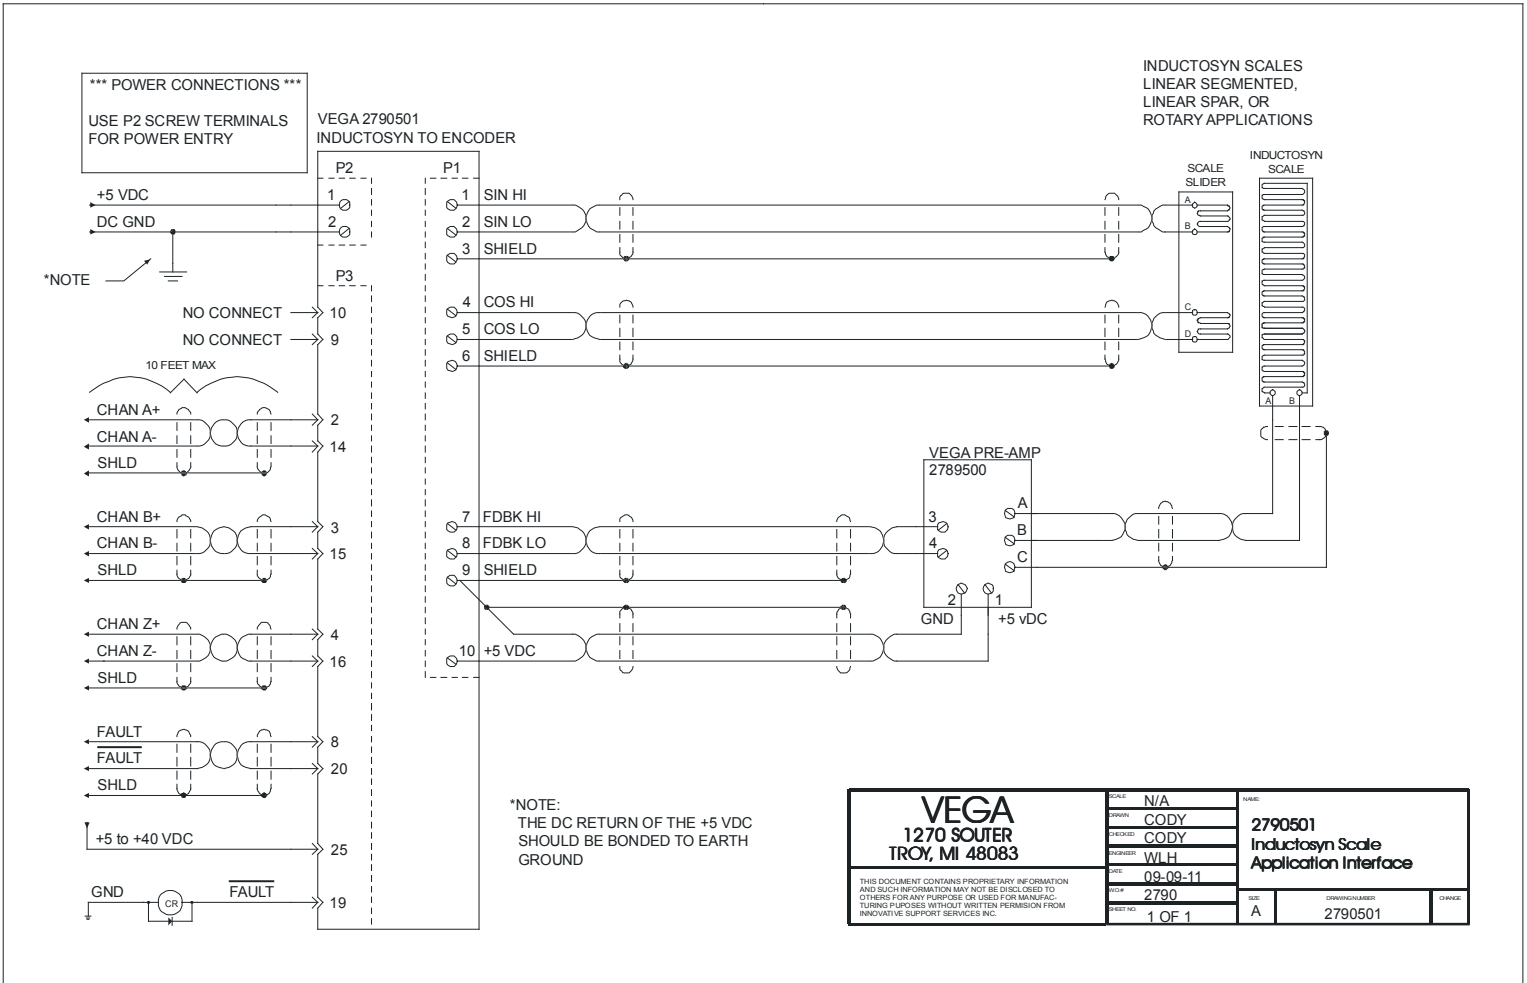 *** POWER CONNECTIONS ***
USE P2 SCREW TERMINALS
FOR POWER ENTRY
VEGA 2790501
INDUCTOSYN TO ENCODER
INDUCTOSYN SCALES
LINEAR SEGMENTED,
LINEAR SPAR, OR
ROTARY APPLICATIONS
SCALE
SLIDER
INDUCTOSYN
SCALE
P2
+5 VDC
1
DC GND
2
*NOTE
P3
NO CONNECT
10
NO CONNECT
9
10 FEET MAX
CHAN A+
2
CHAN A-
14
SHLD
CHAN B+
3
CHAN B-
15
SHLD
CHAN Z+
4
CHAN Z-
16
SHLD
FAULT
8
FAULT
20
SHLD
+5 to +40 VDC
25
GND
CR
FAULT
19
P1
1 SIN HI
2 SIN LO
3 SHIELD
4 COS HI
5 COS LO
6 SHIELD
7 FDBK HI
8 FDBK LO
9 SHIELD
10 +5 VDC
A
B
C
D
A B
VEGA PRE-AMP
2789500
3
4
A
B
C
2
1
GND
+5 vDC
*NOTE:
THE DC RETURN OF THE +5 VDC
SHOULD BE BONDED TO EARTH
GROUND
VEGA
1270 SOUTER
TROY, MI 48083
THIS DOCUMENT CONTAINS PROPRIETARY INFORMATION
AND SUCH INFORMATION MAY NOT BE DISCLOSED TO
OTHERS FOR ANY PURPOSE OR USED FOR MANUFAC-
TURING PUPOSES WITHOUT WRITTEN PERMISION FROM
INNOVATIVE SUPPORT SERVICES INC.
SCALE N/A
DRAWN CODY
CHECKED CODY
ENGINEER WLH
DATE 09-09-11
W.O.# 2790
SHEET NO. 1 OF 1
NAME:
2790501
Inductosyn Scale
Application Interface
SIZE
A
DRAWING NUMBER
2790501
CHANGE